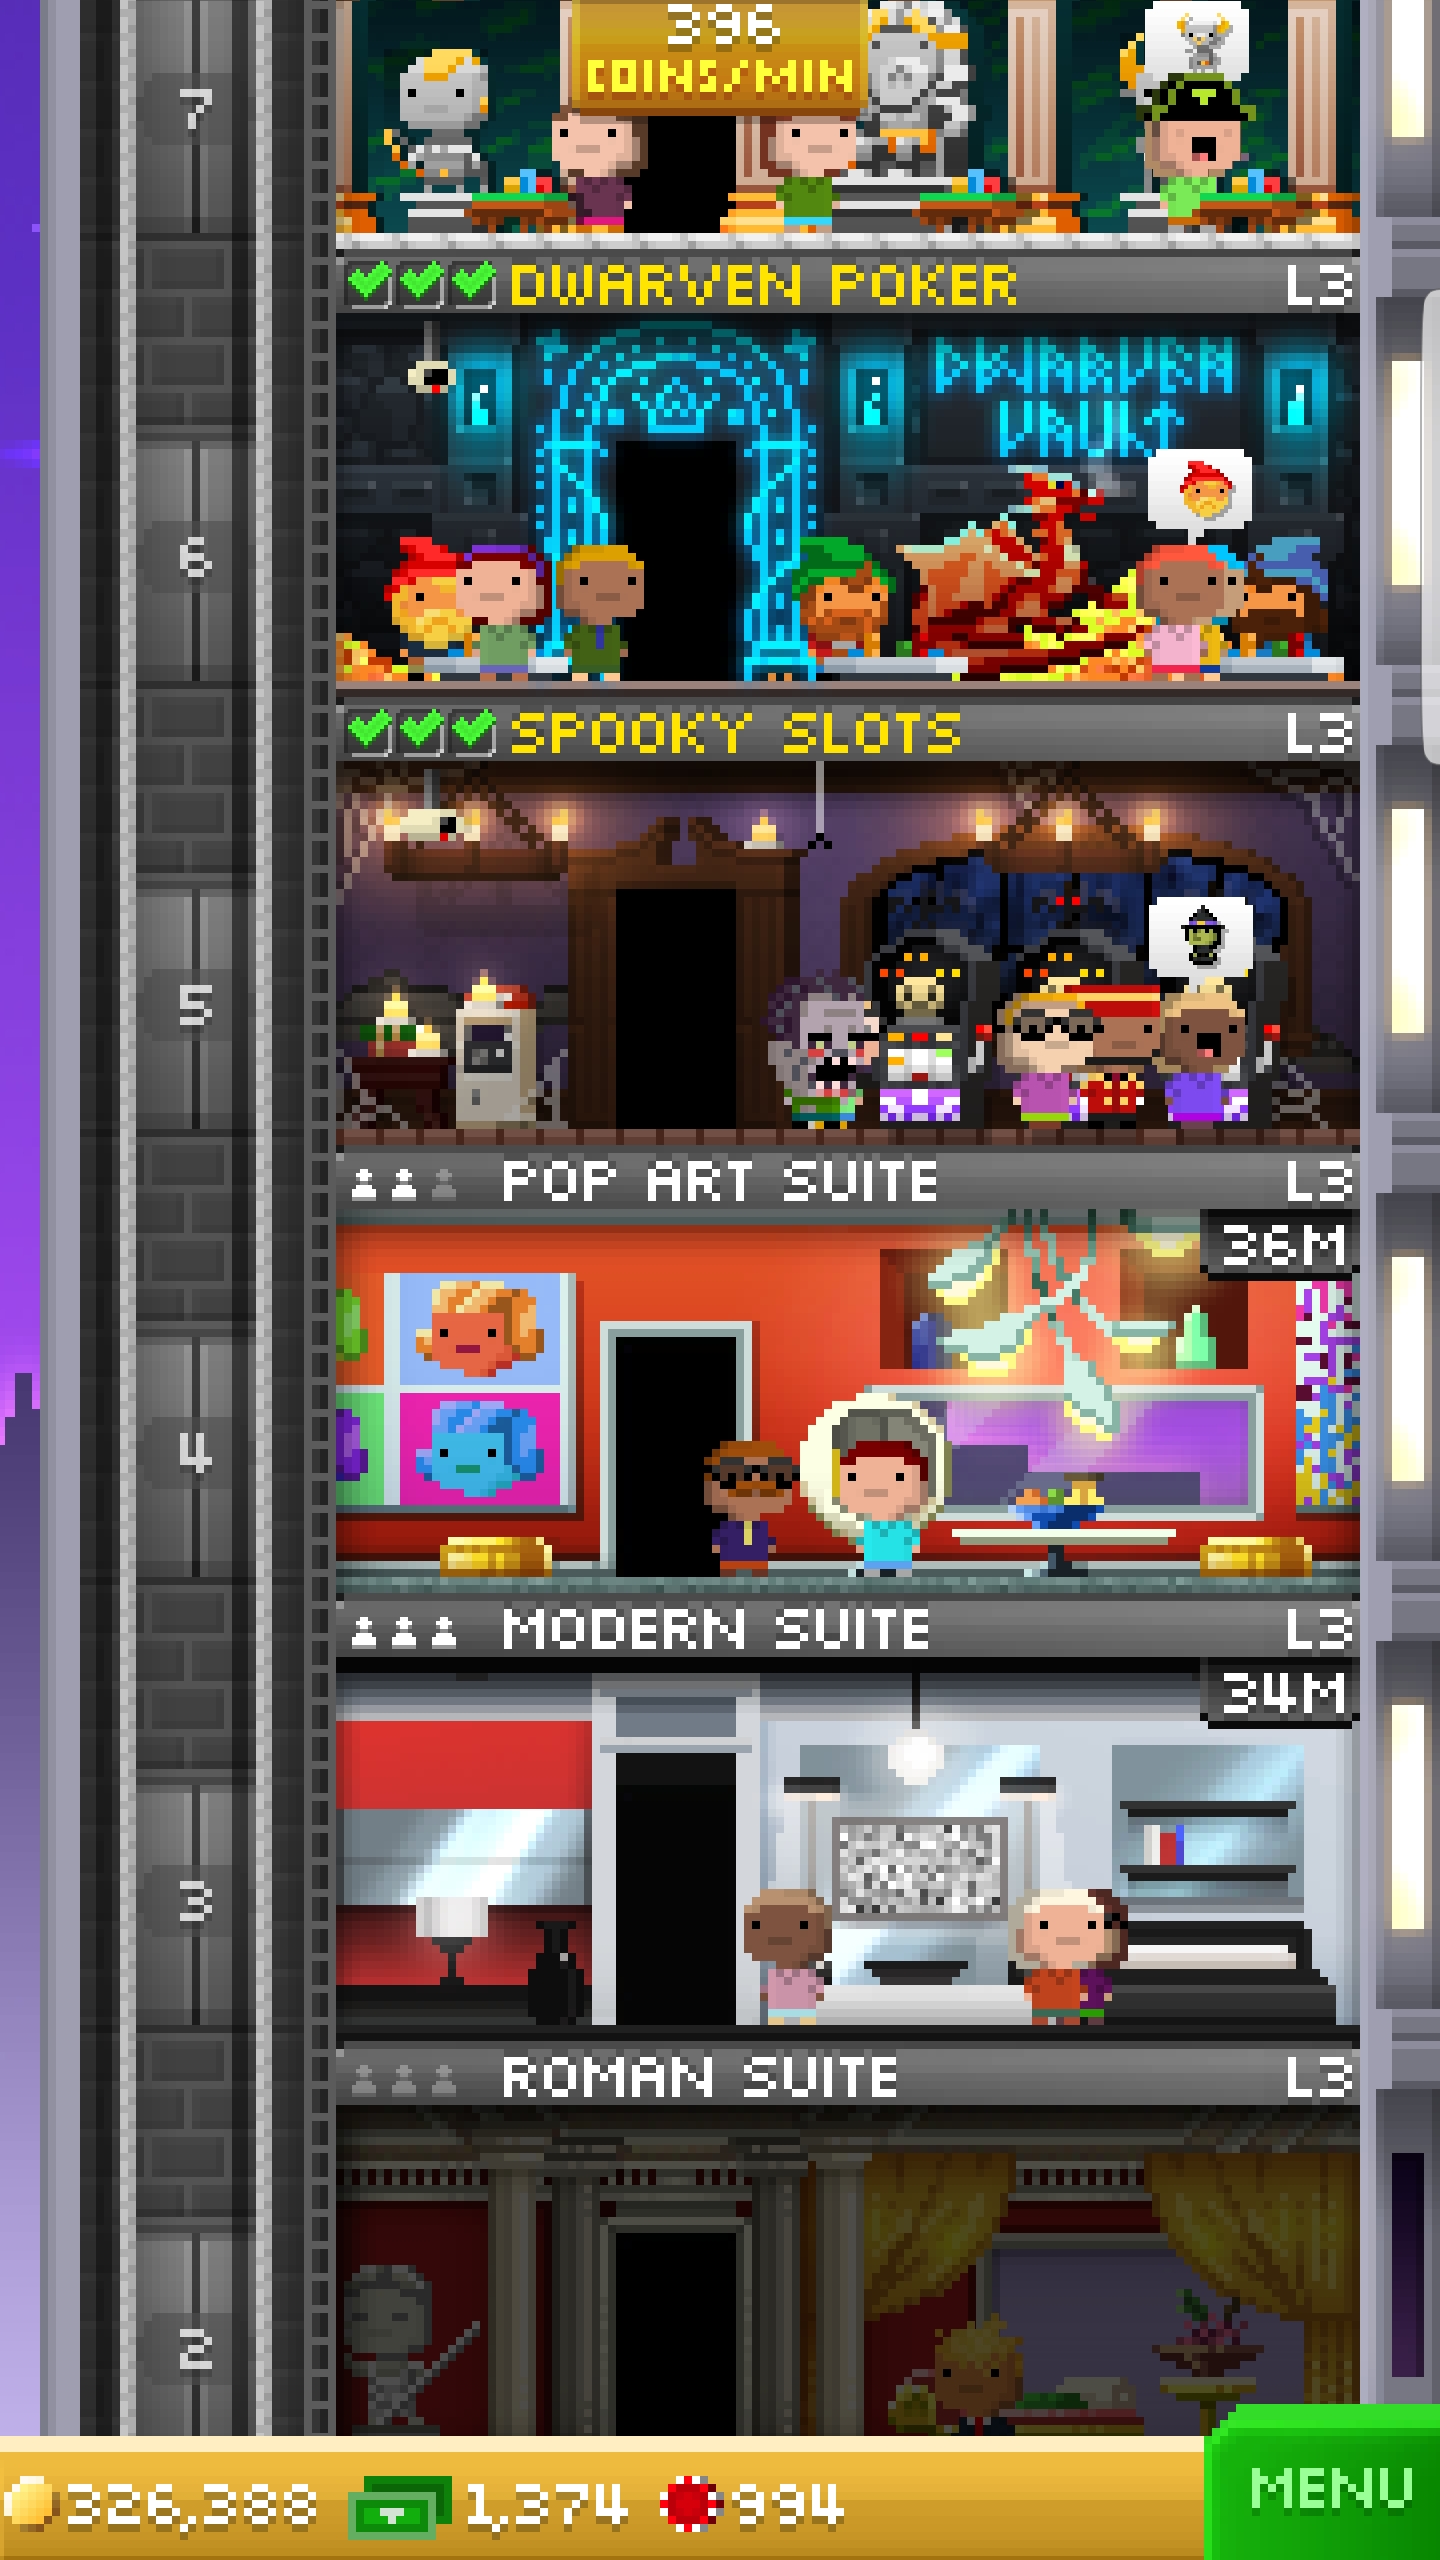 396
COINS/MIN
7
DWARVEN POKER L3
DWARVEN
VAULT
6
SPOOKY SLOTS L3
5
POP ART SUITE L3
36M
4
MODERN SUITE L3
34M
3
ROMAN SUITE L3
2
326,388 1,374 994 MENU